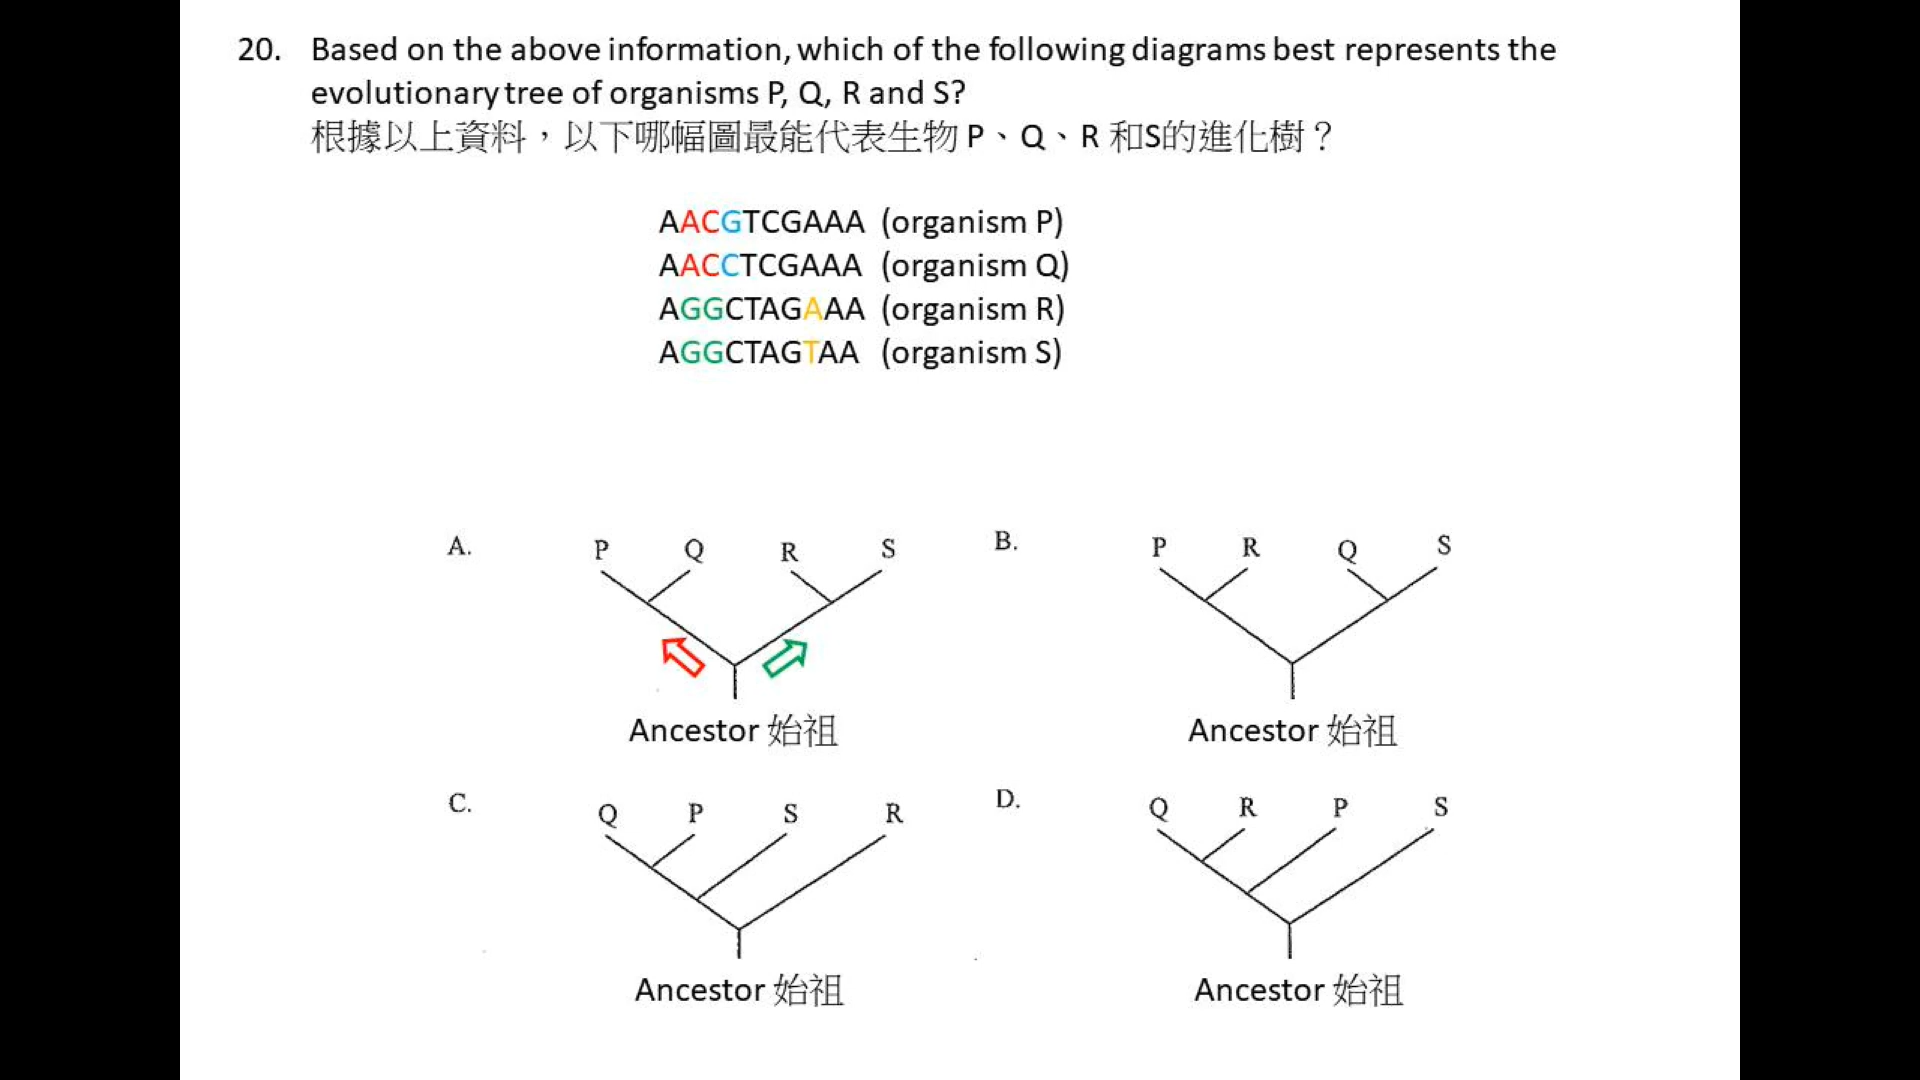 20. Based on the above information, which of the following diagrams best represents the
evolutionary tree of organisms P, Q, R and S?
根據以上資料，以下哪幅圖最能代表生物 P、Q、R 和S的進化樹？
AACGTCGAAA (organism P)
AACCTCGAAA (organism Q)
AGGCTAGAAA (organism R)
AGGCTAGTAA (organism S)
A.
P Q R S
Ancestor 始祖
B.
P R Q S
Ancestor 始祖
C.
Q P S R
Ancestor 始祖
D.
Q R P S
Ancestor 始祖